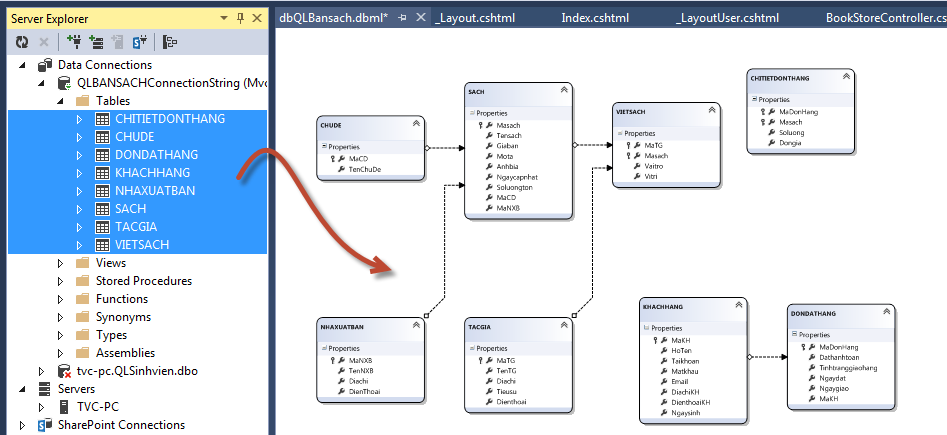 Server Explorer
dbQLBansach.dbml*
_Layout.cshtml
Index.cshtml
_LayoutUser.cshtml
BookStoreController.cs
Data Connections
QLBANSACHConnectionString (Mvc
Tables
CHITIETDONTHANG
CHUDE
DONDATHANG
KHACHHANG
NHAXUATBAN
SACH
TACGIA
VIETSACH
Views
Stored Procedures
Functions
Synonyms
Types
Assemblies
tvc-pc.QLSinhvien.dbo
Servers
TVC-PC
SharePoint Connections
CHUDE
Properties
MaCD
TenChuDe
SACH
Properties
Masach
Tensach
Giaban
Mota
Anhbia
Ngaycapnhat
Soluongton
MaCD
MaNXB
VIETSACH
Properties
MaTG
Masach
Vaitro
Vitri
CHITIETDONTHANG
Properties
MaDonHang
Masach
Soluong
Dongia
NHAXUATBAN
Properties
MaNXB
TenNXB
Diachi
DienThoai
TACGIA
Properties
MaTG
TenTG
Diachi
Tieusu
Dienthoai
KHACHHANG
Properties
MaKH
HoTen
Taikhoan
Matkhau
Email
DiachiKH
DienthoaiKH
Ngaysinh
DONDATHANG
Properties
MaDonHang
Dathanhtoan
Tinhtranggiaohang
Ngaydat
Ngaygiao
MaKH